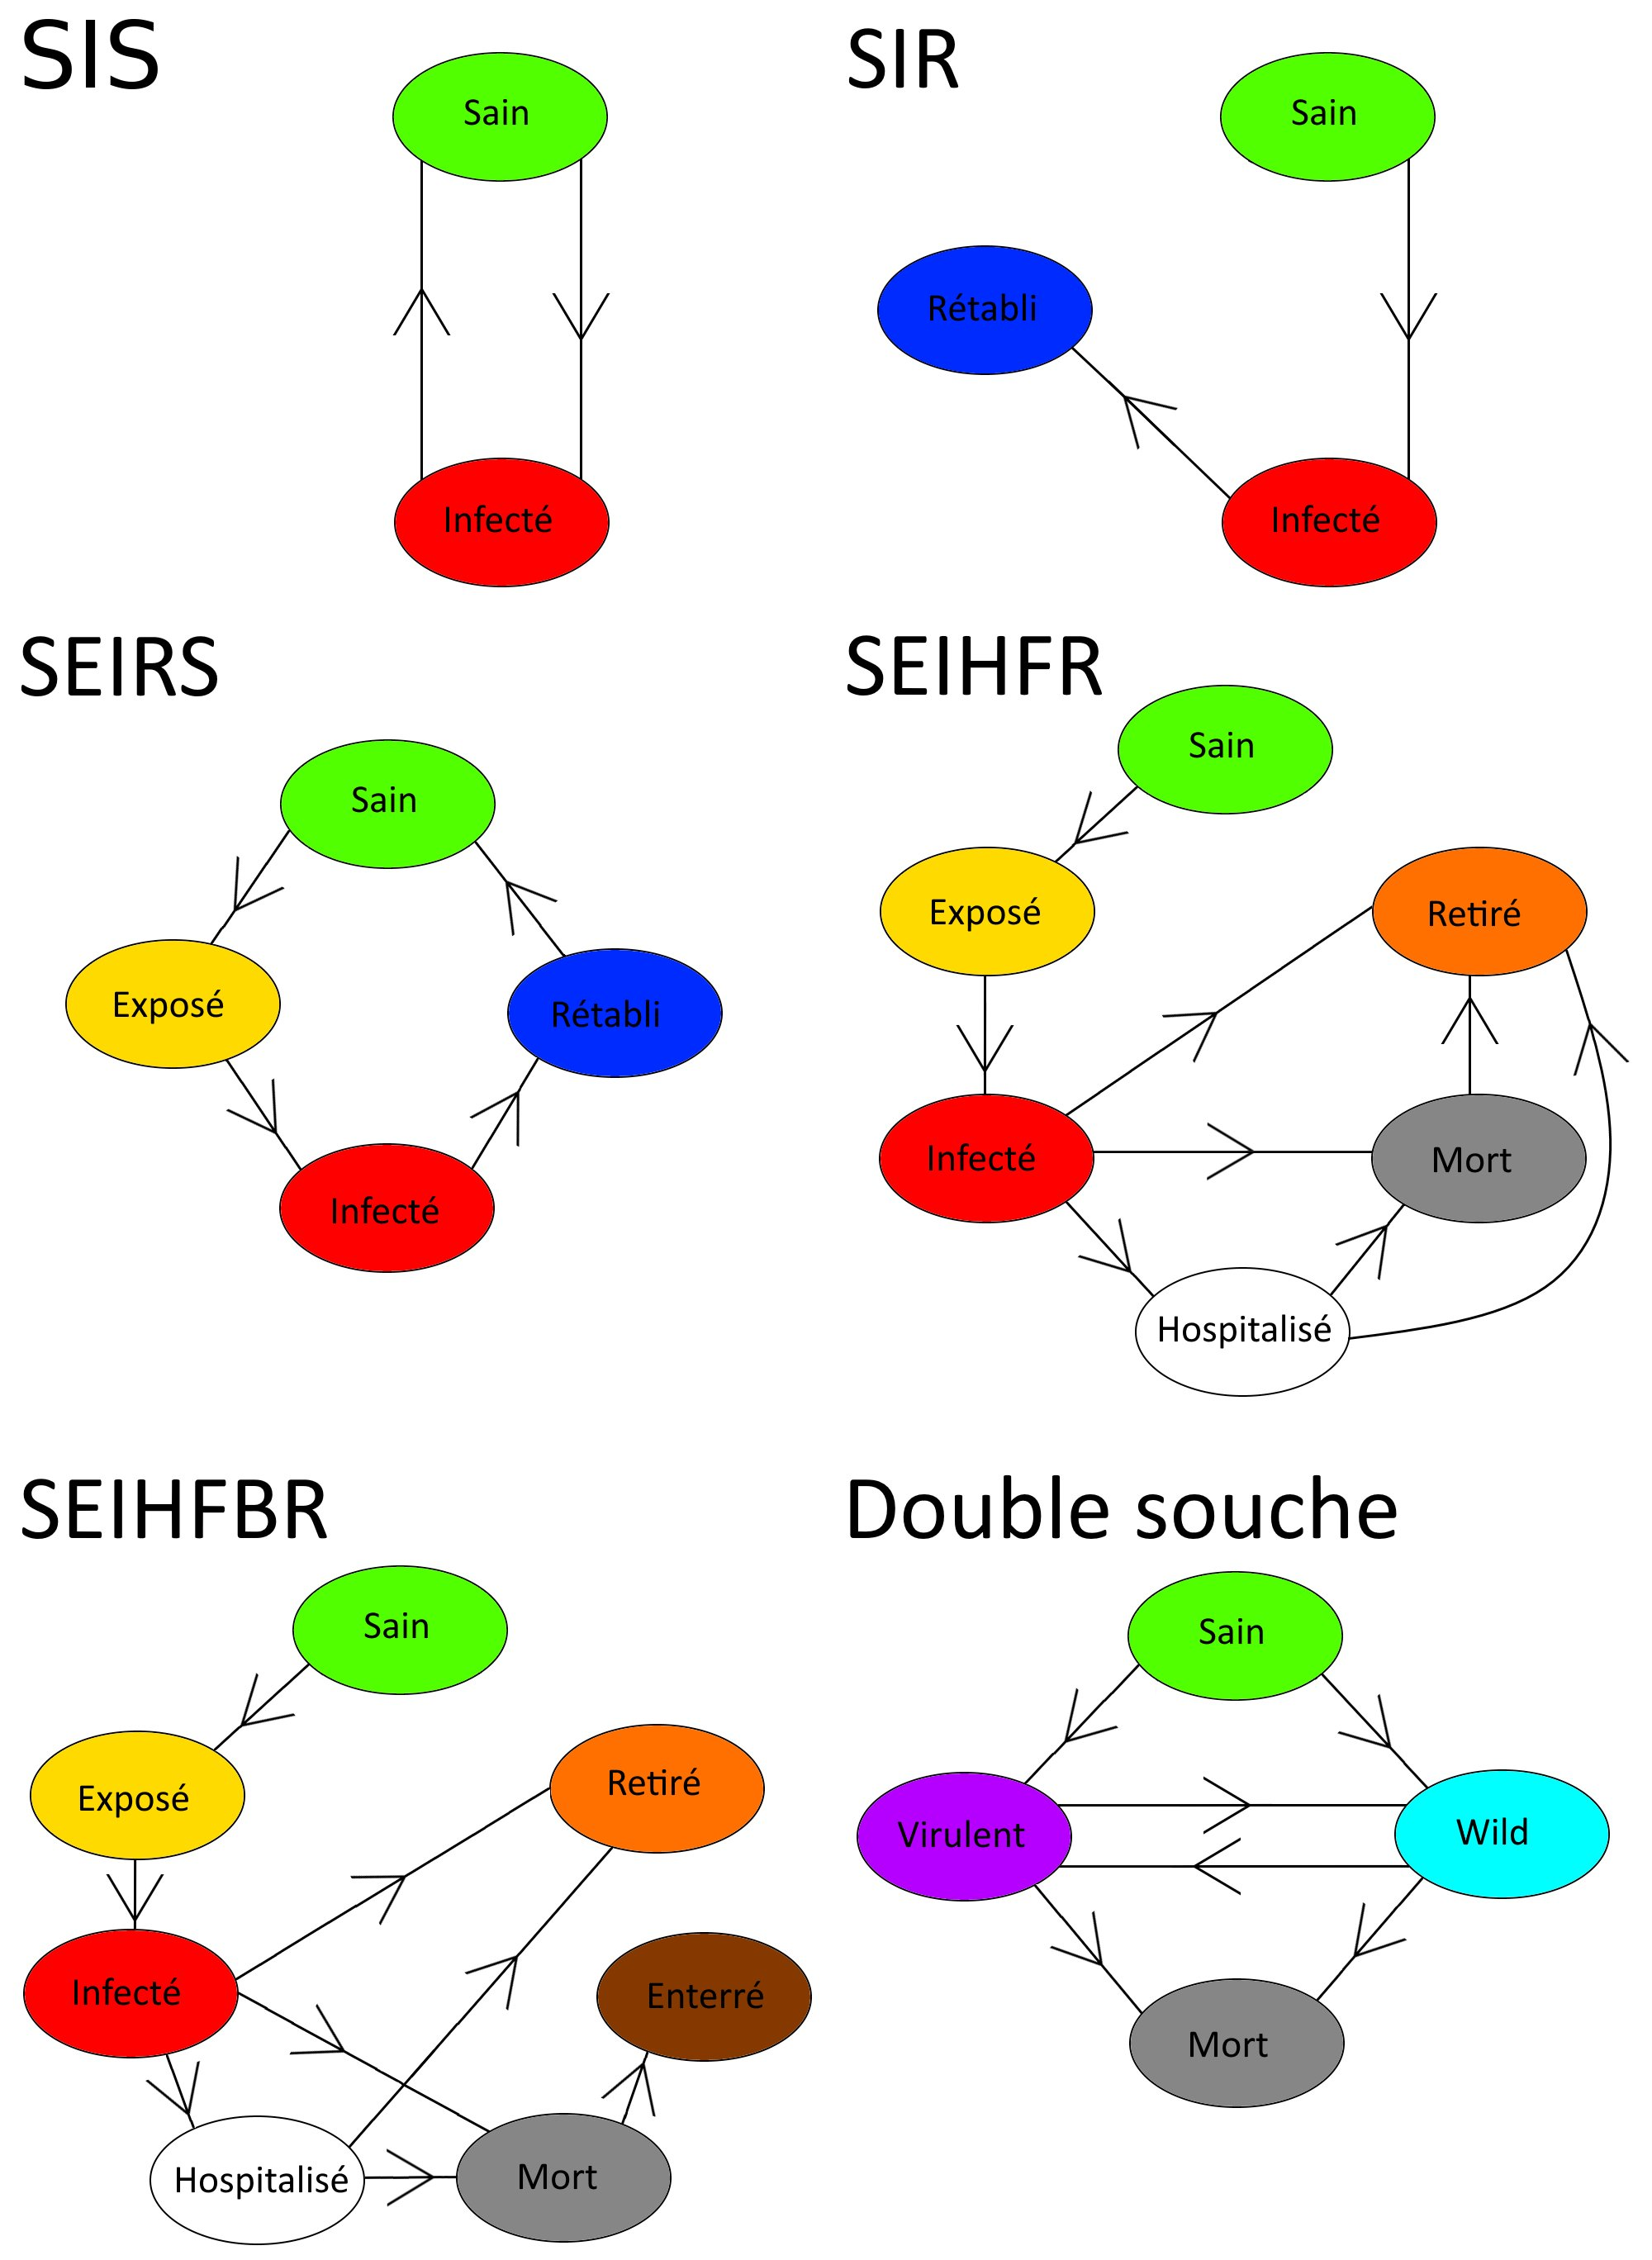 SIS
Sain
Infecté
SIR
Sain
Rétabli
Infecté
SEIRS
Sain
Exposé
Rétabli
Infecté
SEIHFR
Sain
Exposé
Retiré
Infecté
Mort
Hospitalisé
SEIHFBR
Sain
Exposé
Retiré
Infecté
Enterré
Hospitalisé
Mort
Double souche
Sain
Virulent
Wild
Mort